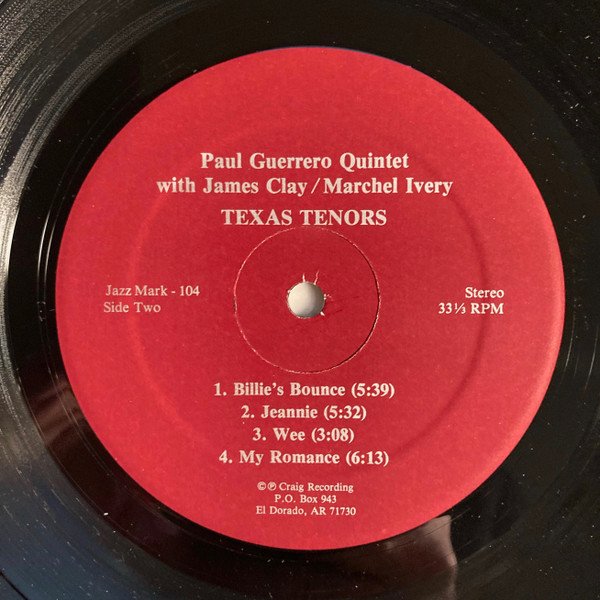 Paul Guerrero Quintet
with James Clay / Marchel Ivery
TEXAS TENORS
Jazz Mark - 104
Side Two
Stereo
33⅓ RPM
1. Billie's Bounce (5:39)
2. Jeannie (5:32)
3. Wee (3:08)
4. My Romance (6:13)
©℗ Craig Recording
P.O. Box 943
El Dorado, AR 71730